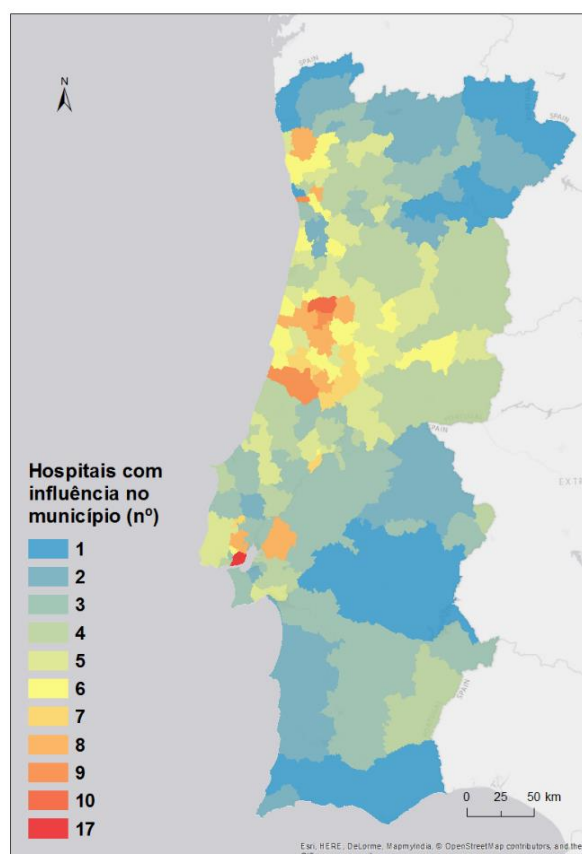 SPAIN
N
SPAIN
SPAIN
SPAIN
EXTR
Hospitais com
influência no
município (nº)
1
2
3
4
5
6
7
8
9
10
17
SPAIN
0 25 50 km
Esri, HERE, DeLorme, MapmyIndia, © OpenStreetMap contributors, and the